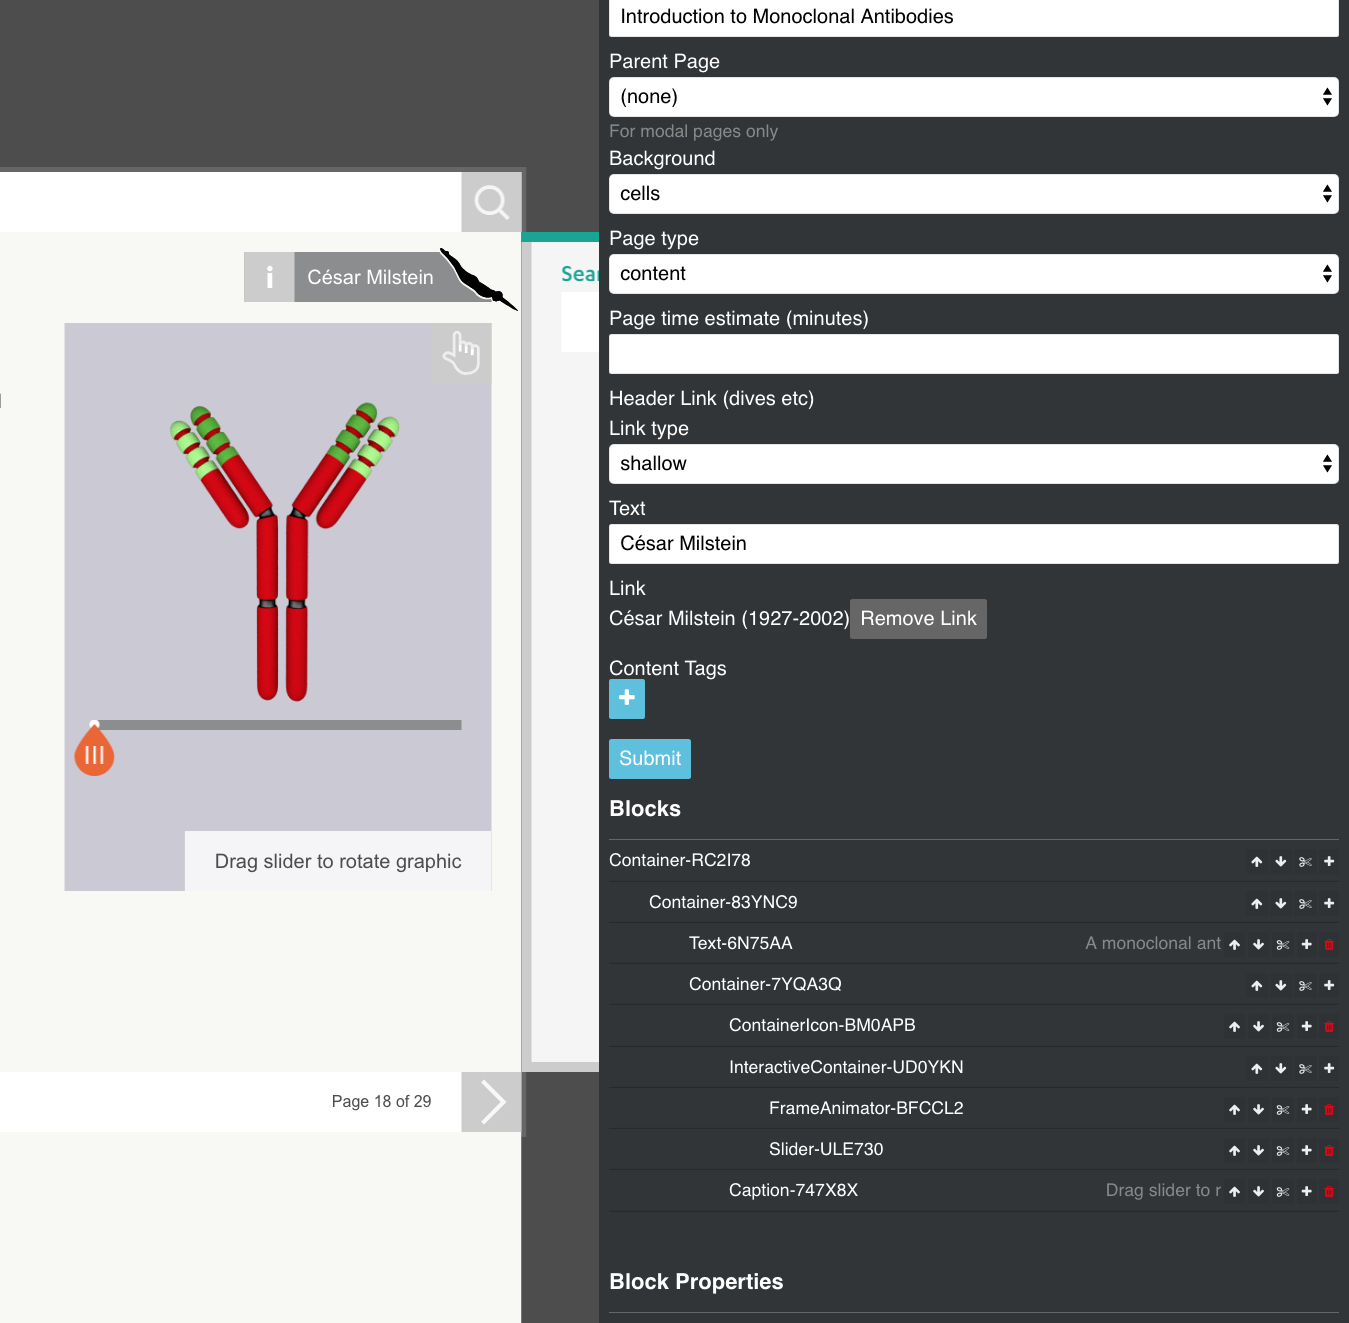 César Milstein
Drag slider to rotate graphic
Page 18 of 29
Introduction to Monoclonal Antibodies
Parent Page
(none)
For modal pages only
Background
cells
Page type
content
Page time estimate (minutes)
Header Link (dives etc)
Link type
shallow
Text
César Milstein
Link
César Milstein (1927-2002) Remove Link
Content Tags
Submit
Blocks
Container-RC2I78
Container-83YNC9
Text-6N75AA A monoclonal ant
Container-7YQA3Q
ContainerIcon-BM0APB
InteractiveContainer-UD0YKN
FrameAnimator-BFCCL2
Slider-ULE730
Caption-747X8X Drag slider to r
Block Properties